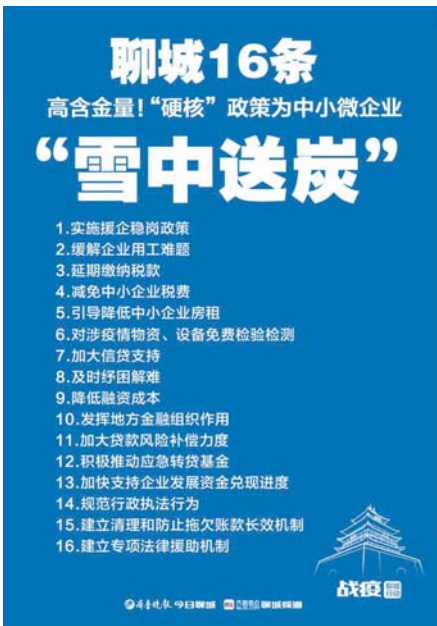 聊城16条
高含金量！“硬核”政策为中小微企业
“雪中送炭”
1.实施援企稳岗政策
2.缓解企业用工难题
3.延期缴纳税款
4.减免中小企业税费
5.引导降低中小企业房租
6.对涉疫情物资、设备免费检验检测
7.加大信贷支持
8.及时纾困解难
9.降低融资成本
10.发挥地方金融组织作用
11.加大贷款风险补偿力度
12.积极推动应急转贷基金
13.加快支持企业发展资金兑现进度
14.规范行政执法行为
15.建立清理和防止拖欠账款长效机制
16.建立专项法律援助机制
战疫
齐鲁晚报 今日聊城 聊城频道